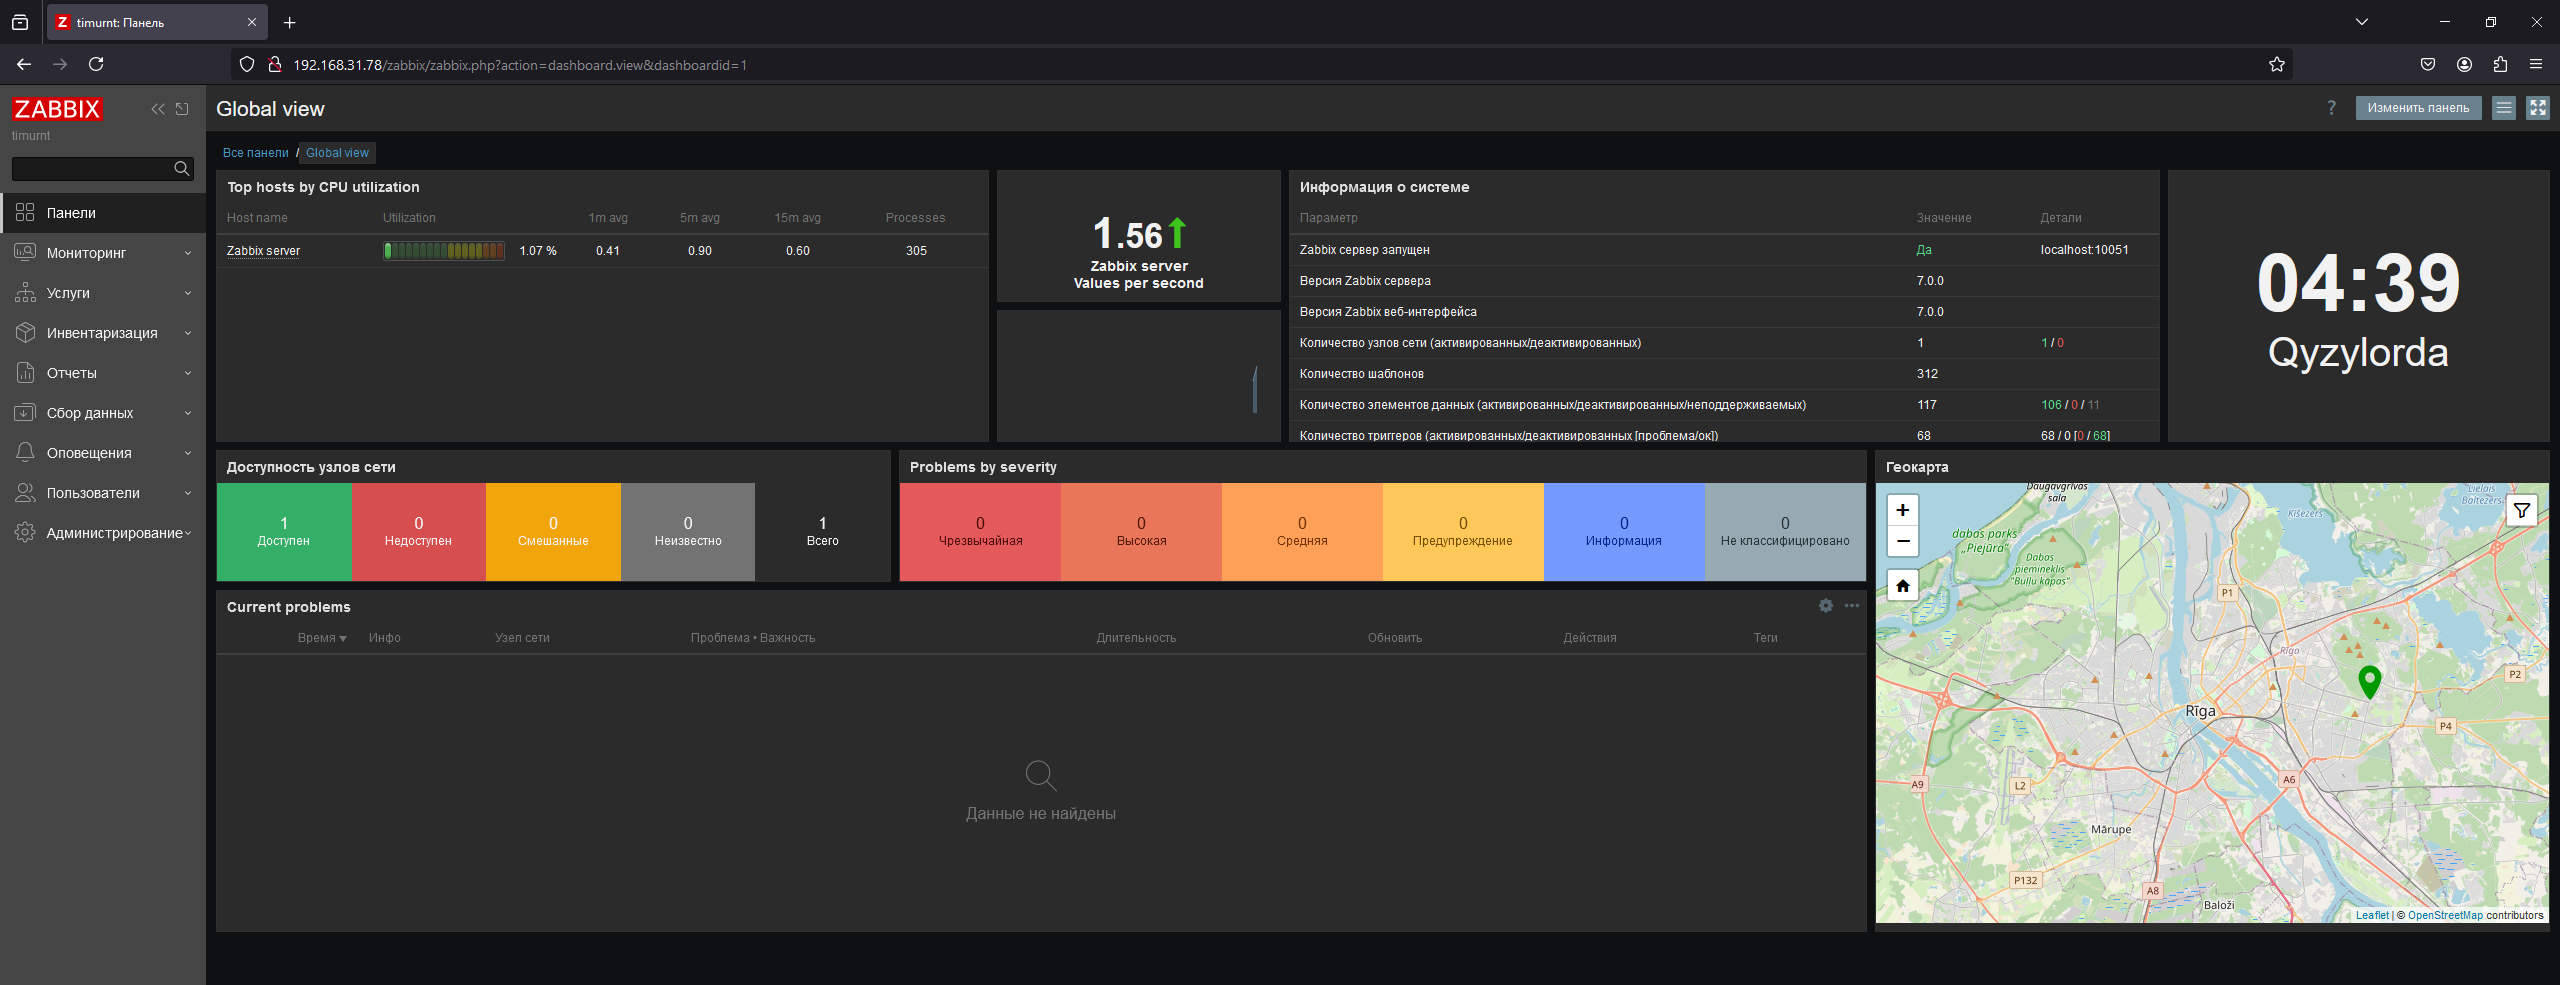 timurnt: Панель
192.168.31.78/zabbix/zabbix.php?action=dashboard.view&dashboardid=1
ZABBIX
timurnt
Панели
Мониторинг
Услуги
Инвентаризация
Отчеты
Сбор данных
Оповещения
Пользователи
Администрирование
Global view
? Изменить панель
Все панели / Global view
Top hosts by CPU utilization
Host name Utilization 1m avg 5m avg 15m avg Processes
Zabbix server 1.07 % 0.41 0.90 0.60 305
1.56
Zabbix server
Values per second
Информация о системе
Параметр Значение Детали
Zabbix сервер запущен Да localhost:10051
Версия Zabbix сервера 7.0.0
Версия Zabbix веб-интерфейса 7.0.0
Количество узлов сети (активированных/деактивированных) 1 1 / 0
Количество шаблонов 312
Количество элементов данных (активированных/деактивированных/неподдерживаемых) 117 106 / 0 / 11
Количество триггеров (активированных/деактивированных [проблема/ок]) 68 68 / 0 [0 / 68]
04:39
Qyzylorda
Доступность узлов сети
1 Доступен
0 Недоступен
0 Смешанные
0 Неизвестно
1 Всего
Problems by severity
0 Чрезвычайная
0 Высокая
0 Средняя
0 Предупреждение
0 Информация
0 Не классифицировано
Current problems
Время Инфо Узел сети Проблема • Важность Длительность Обновить Действия Теги
Данные не найдены
Геокарта
+
−
Daugavgrīvas
sala
Lielais
Baltezers
Ķīšezers
dabas parks
„Piejūra”
Dabas
piemineklis
"Buļļu kāpas"
P1
Rīga
P2
Rīga
P4
A9
L2
A6
Mārupe
P132
A8
Baloži
Leaflet | © OpenStreetMap contributors